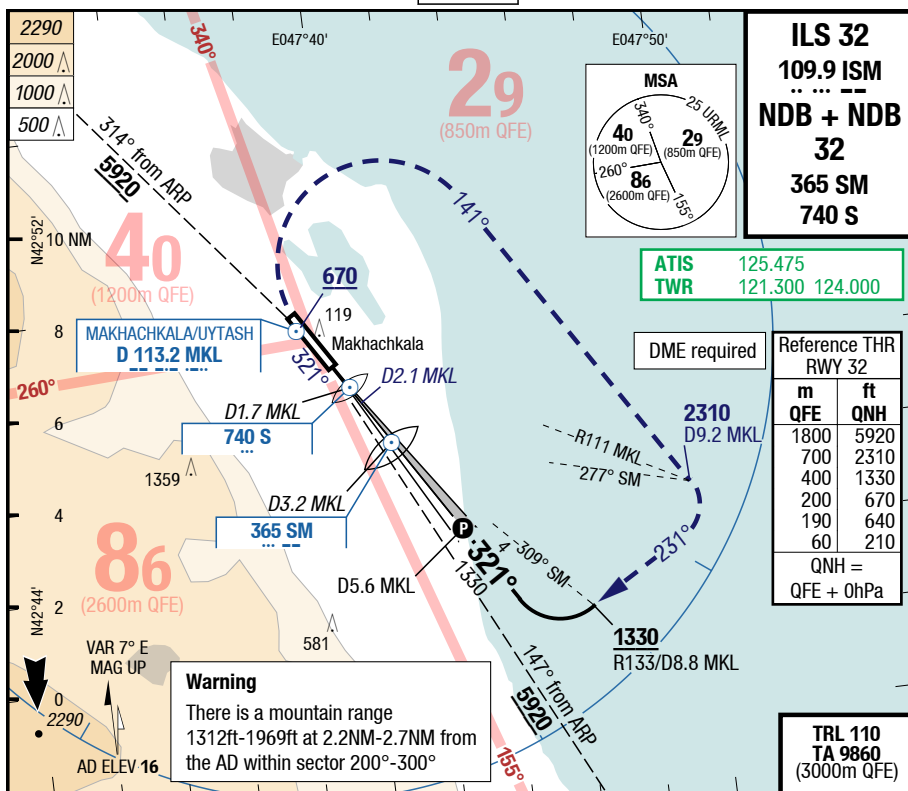 2290
2000
1000
500
E047°40'
E047°50'
340°
29
(850m QFE)
MSA
340°
25 URML
40
(1200m QFE)
29
(850m QFE)
260°
86
(2600m QFE)
155°
ILS 32
109.9 ISM
NDB + NDB
32
365 SM
740 S
314° from ARP
5920
141°
N42°52'
10 NM
40
(1200m QFE)
670
119
ATIS 125.475
TWR 121.300 124.000
8
MAKHACHKALA/UYTASH
D 113.2 MKL
Makhachkala
321°
DME required
Reference THR
RWY 32
m ft
QFE QNH
1800 5920
700 2310
400 1330
200 670
190 640
60 210
QNH =
QFE + 0hPa
260°
D2.1 MKL
D1.7 MKL
740 S
2310
D9.2 MKL
6
R111 MKL
277° SM
1359
D3.2 MKL
365 SM
4
P
4
309° SM
321°
1330
231°
86
(2600m QFE)
D5.6 MKL
N42°44'
2
581
1330
R133/D8.8 MKL
VAR 7° E
MAG UP
147° from ARP
5920
0
2290
Warning
There is a mountain range
1312ft-1969ft at 2.2NM-2.7NM from
the AD within sector 200°-300°
AD ELEV 16
155°
TRL 110
TA 9860
(3000m QFE)